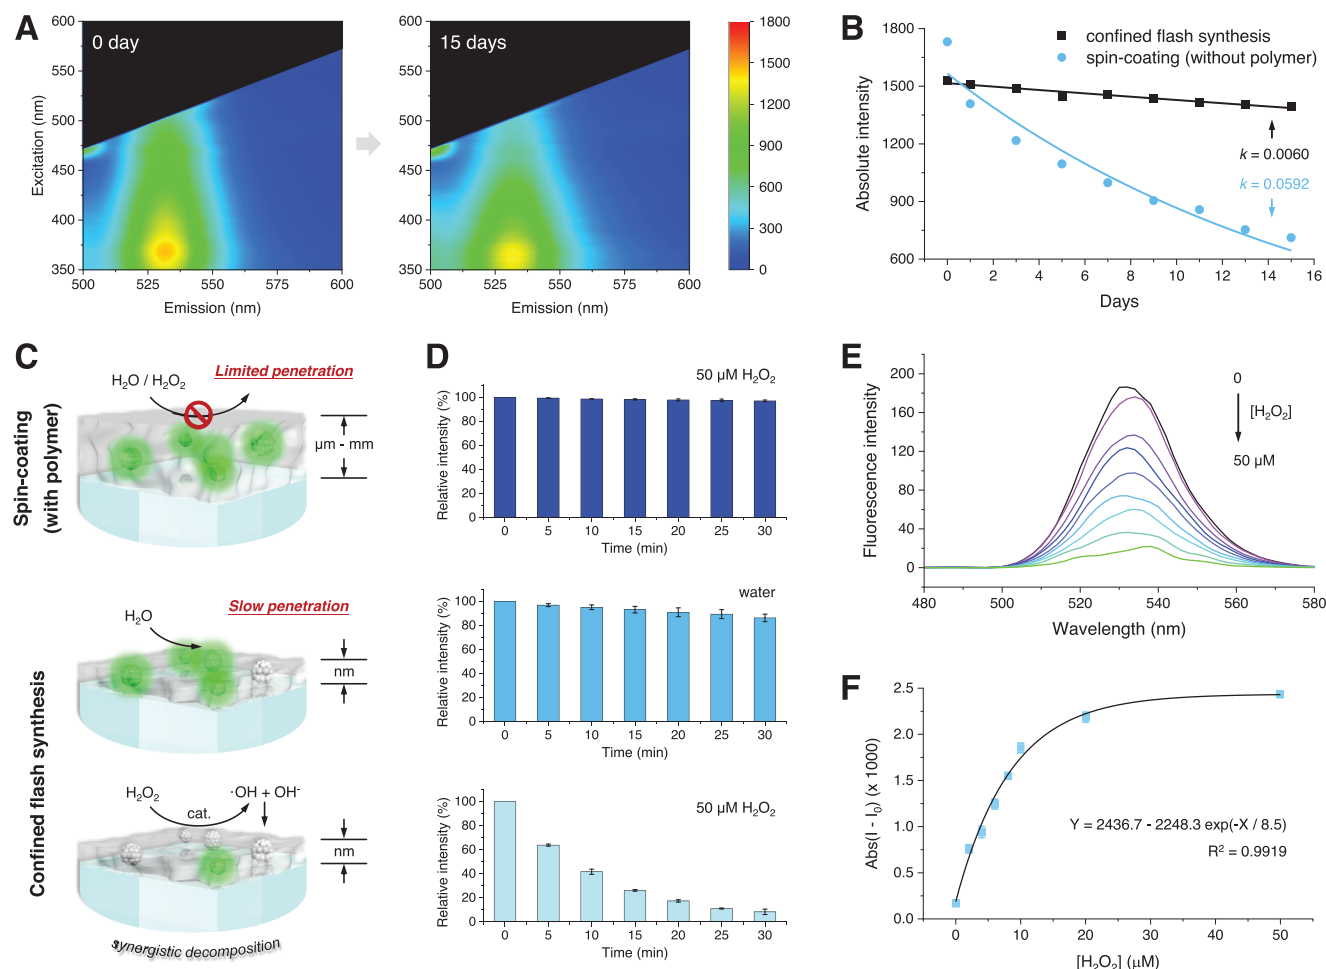 A
0 day
15 days
600
550
500
450
400
350
Excitation (nm)
500
525
550
575
600
Emission (nm)
600
550
500
450
400
350
500
525
550
575
600
Emission (nm)
1800
1500
1200
900
600
300
0
B
confined flash synthesis
spin-coating (without polymer)
1800
1500
1200
900
600
Absolute intensity
k = 0.0060
k = 0.0592
0 2 4 6 8 10 12 14 16
Days
C
Spin-coating
(with polymer)
H₂O / H₂O₂
Limited penetration
µm - mm
Confined flash synthesis
H₂O
Slow penetration
nm
H₂O₂
cat.
·OH + OH⁻
nm
synergistic decomposition
D
50 µM H₂O₂
Relative intensity (%)
100
80
60
40
20
0
0 5 10 15 20 25 30
Time (min)
water
Relative intensity (%)
100
80
60
40
20
0
0 5 10 15 20 25 30
Time (min)
50 µM H₂O₂
Relative intensity (%)
100
80
60
40
20
0
0 5 10 15 20 25 30
Time (min)
E
200
160
120
80
40
0
Fluorescence intensity
0
[H₂O₂]
50 µM
480 500 520 540 560 580
Wavelength (nm)
F
2.5
2.0
1.5
1.0
0.5
0.0
Abs(I - I₀) (x 1000)
Y = 2436.7 - 2248.3 exp(-X / 8.5)
R² = 0.9919
0 10 20 30 40 50
[H₂O₂] (µM)